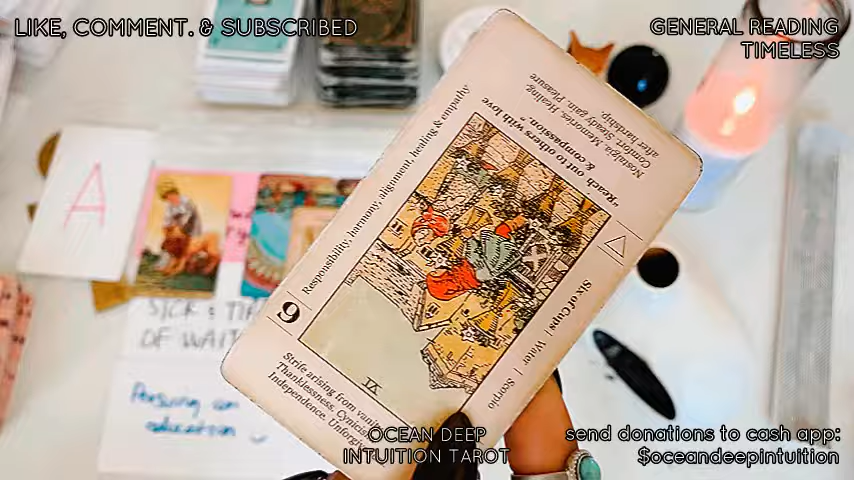 LIKE, COMMENT. & SUBSCRIBED
GENERAL READING
TIMELESS
A
SICK &
OF WAIT
Pursuing an
education
Nostalga. Memories. Healing.
Comfort. Steady gain. Pleasure
after hardship.
"Reach out to others with love
& compassion."
Responsibility, harmony, alignment, healing & empathy
6
Six of Cups | Water | Scorpio
VI
Strife arising from vanity
Thanklessness. Cynicis
Independence. Unforgiv
OCEAN DEEP
INTUITION TAROT
send donations to cash app:
$oceandeepintuition